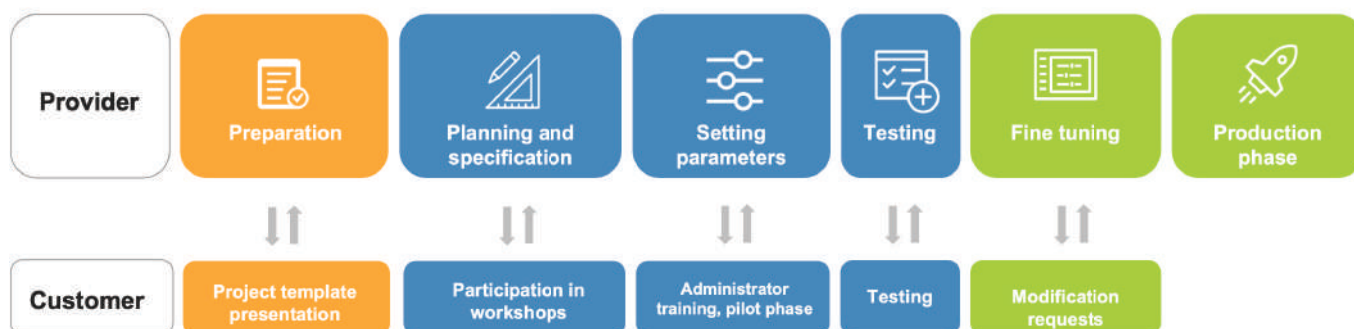 Provider
Preparation
Planning and
specification
Setting
parameters
Testing
Fine tuning
Production
phase
Customer
Project template
presentation
Participation in
workshops
Administrator
training, pilot phase
Testing
Modification
requests